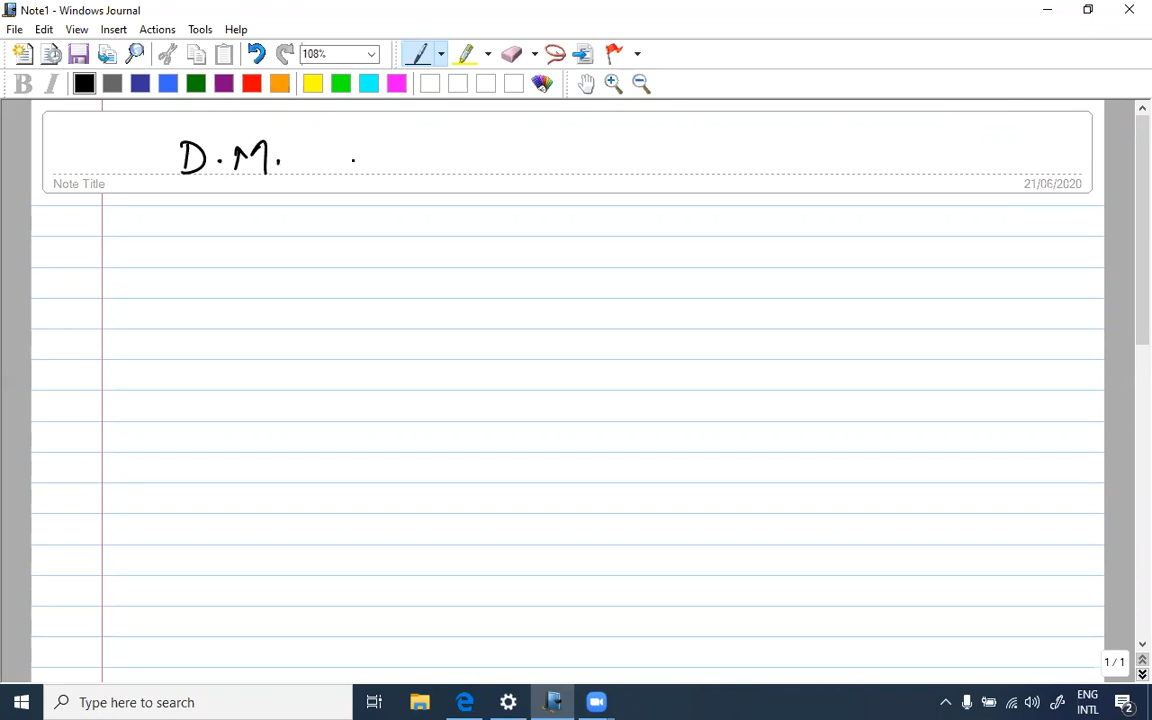 Note1 - Windows Journal
File Edit View Insert Actions Tools Help
108%
B I
D.M. .
Note Title 21/06/2020
1 / 1
Type here to search
ENG
INTL
2